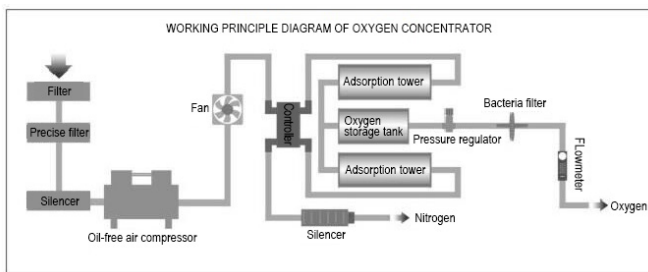 WORKING PRINCIPLE DIAGRAM OF OXYGEN CONCENTRATOR
Filter
Precise filter
Silencer
Oil-free air compressor
Fan
Controller
Adsorption tower
Oxygen
storage tank
Adsorption tower
Pressure regulator
Bacteria filter
FLowmeter
Oxygen
Silencer
Nitrogen